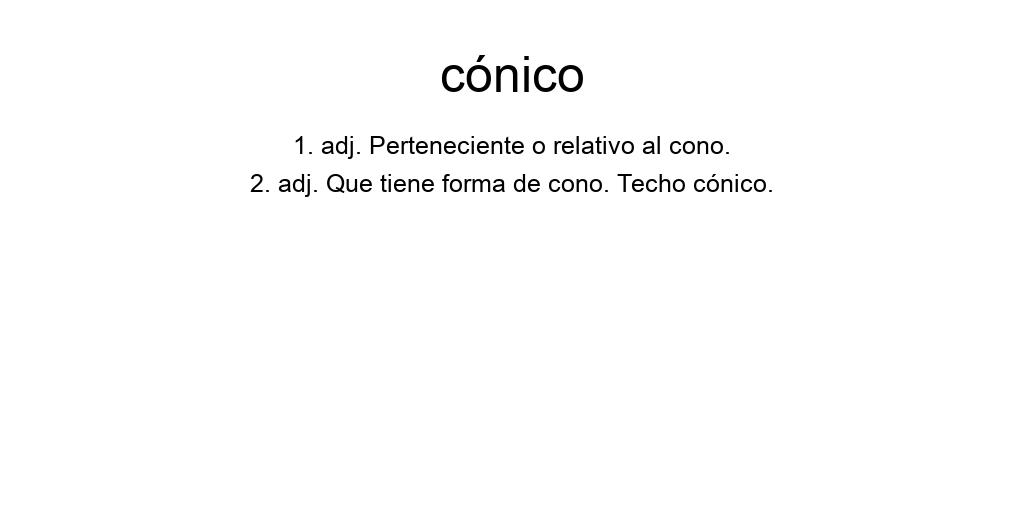 cónico
1. adj. Perteneciente o relativo al cono.
2. adj. Que tiene forma de cono. Techo cónico.